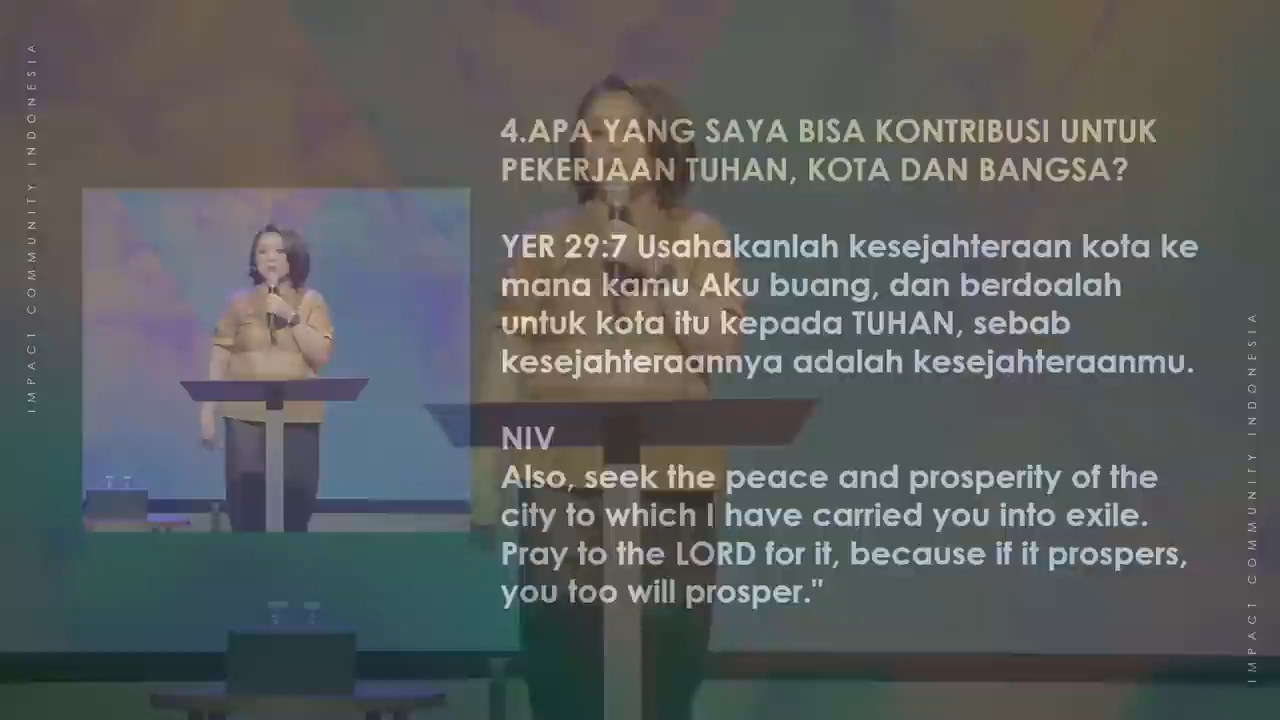 IMPACT COMMUNITY INDONESIA
4.APA YANG SAYA BISA KONTRIBUSI UNTUK
PEKERJAAN TUHAN, KOTA DAN BANGSA?
YER 29:7 Usahakanlah kesejahteraan kota ke
mana kamu Aku buang, dan berdoalah
untuk kota itu kepada TUHAN, sebab
kesejahteraannya adalah kesejahteraanmu.
NIV
Also, seek the peace and prosperity of the
city to which I have carried you into exile.
Pray to the LORD for it, because if it prospers,
you too will prosper."
IMPACT COMMUNITY INDONESIA